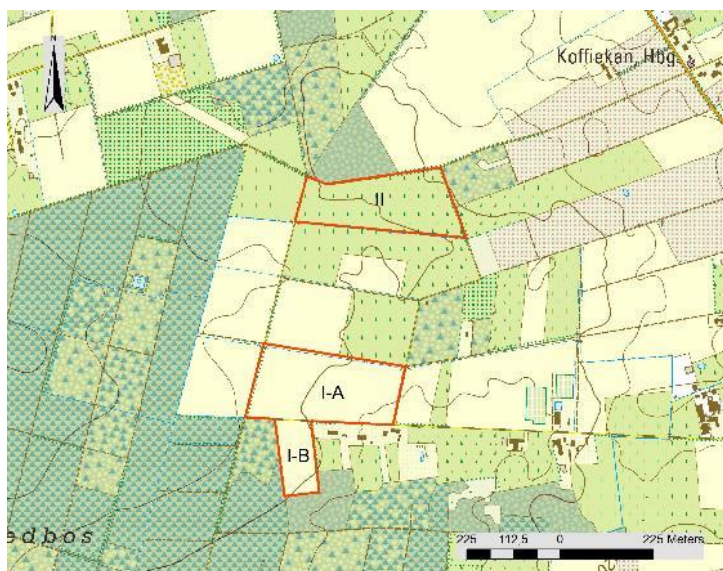 N
Koffiekan, Hbg
II
I-A
I-B
edbos
225 112,5 0 225 Meters